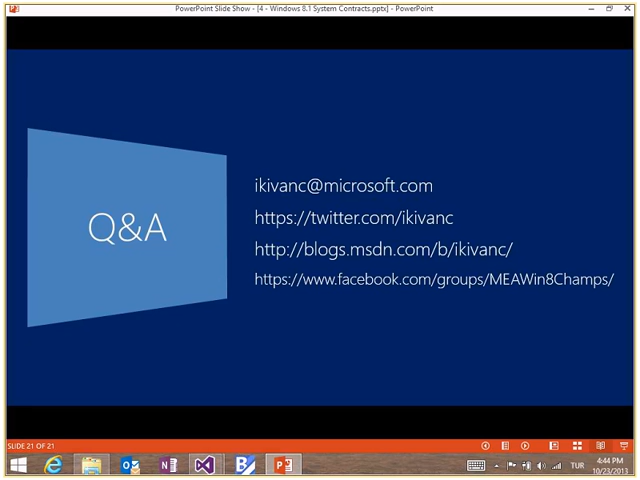 PowerPoint Slide Show - [4 - Windows 8.1 System Contracts.pptx] - PowerPoint
Q&A
ikivanc@microsoft.com
https://twitter.com/ikivanc
http://blogs.msdn.com/b/ikivanc/
https://www.facebook.com/groups/MEAWin8Champs/
SLIDE 21 OF 21
TUR
4:44 PM
10/23/2013